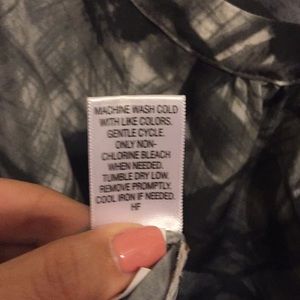 MACHINE WASH COLD
WITH LIKE COLORS.
GENTLE CYCLE.
ONLY NON-
CHLORINE BLEACH
WHEN NEEDED.
TUMBLE DRY LOW.
REMOVE PROMPTLY.
COOL IRON IF NEEDED.
HF